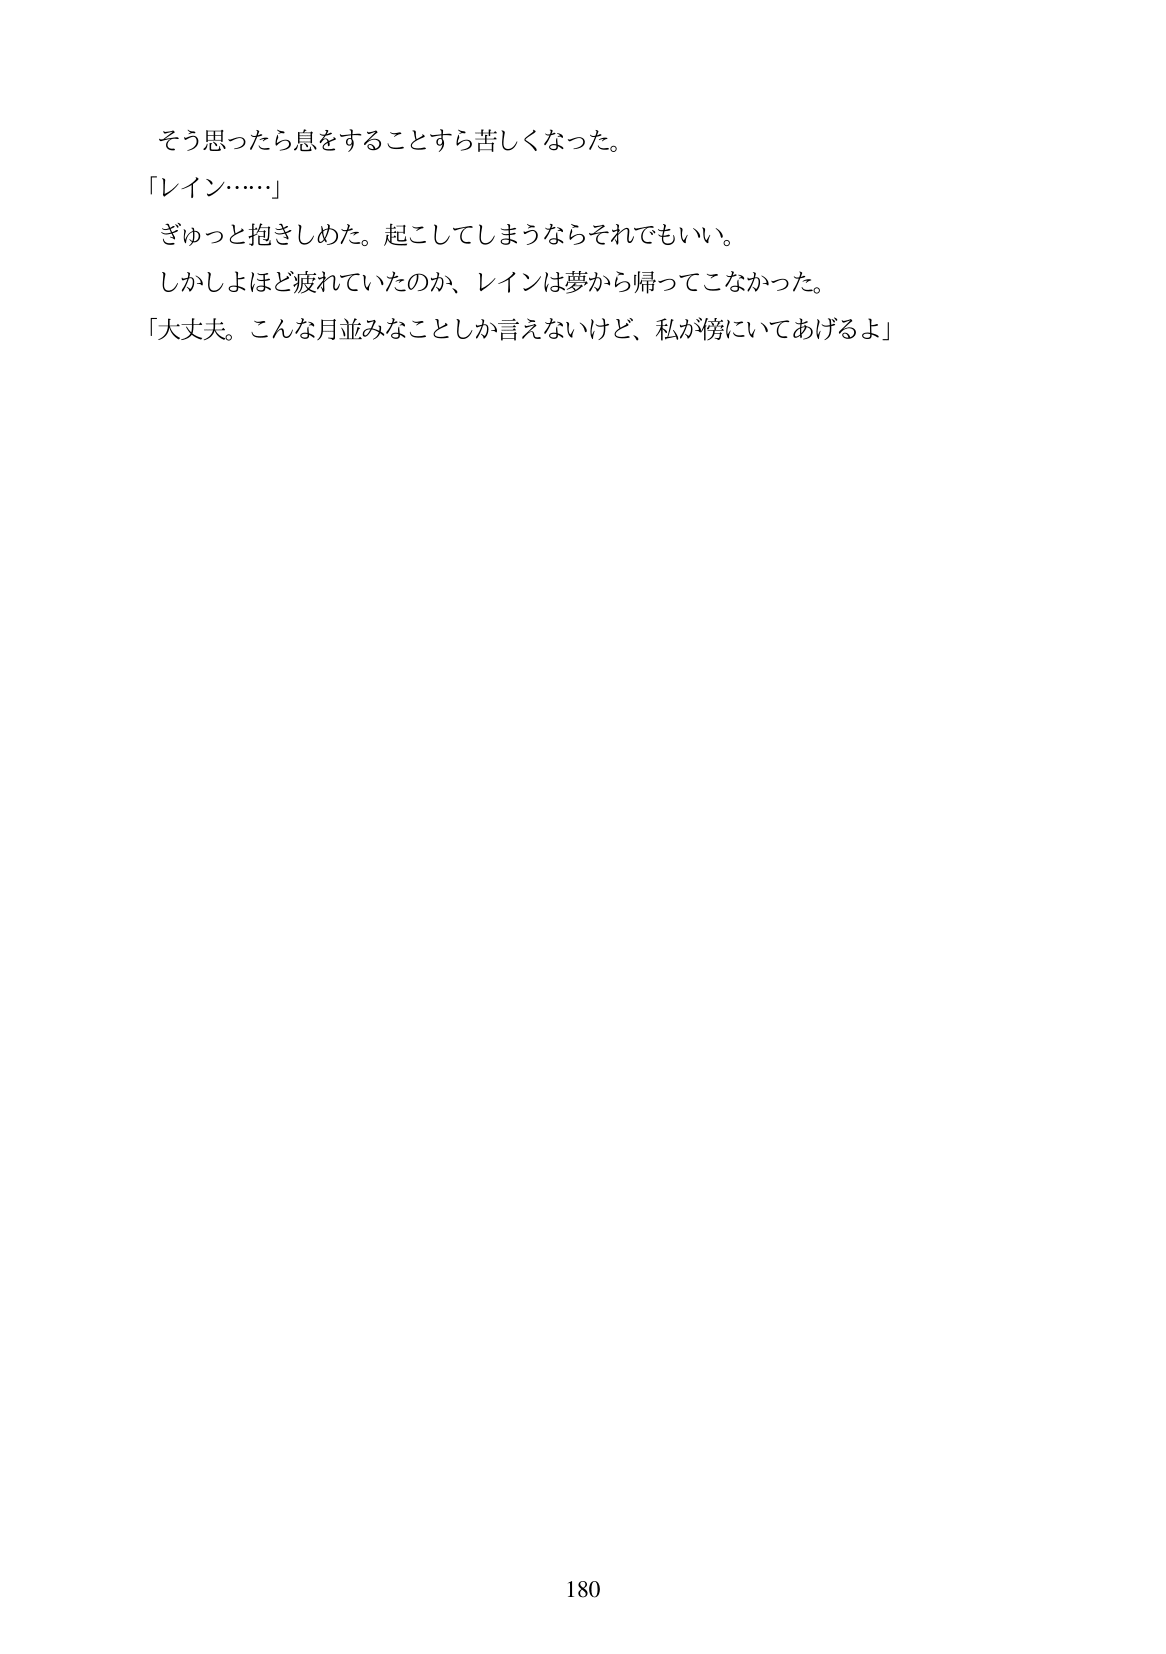 そう思ったら息をすることすら苦しくなった。
「レイン……」
ぎゅっと抱きしめた。起こしてしまうならそれでもいい。
しかしよほど疲れていたのか、レインは夢から帰ってこなかった。
「大丈夫。こんな月並みなことしか言えないけど、私が傍にいてあげるよ」
180